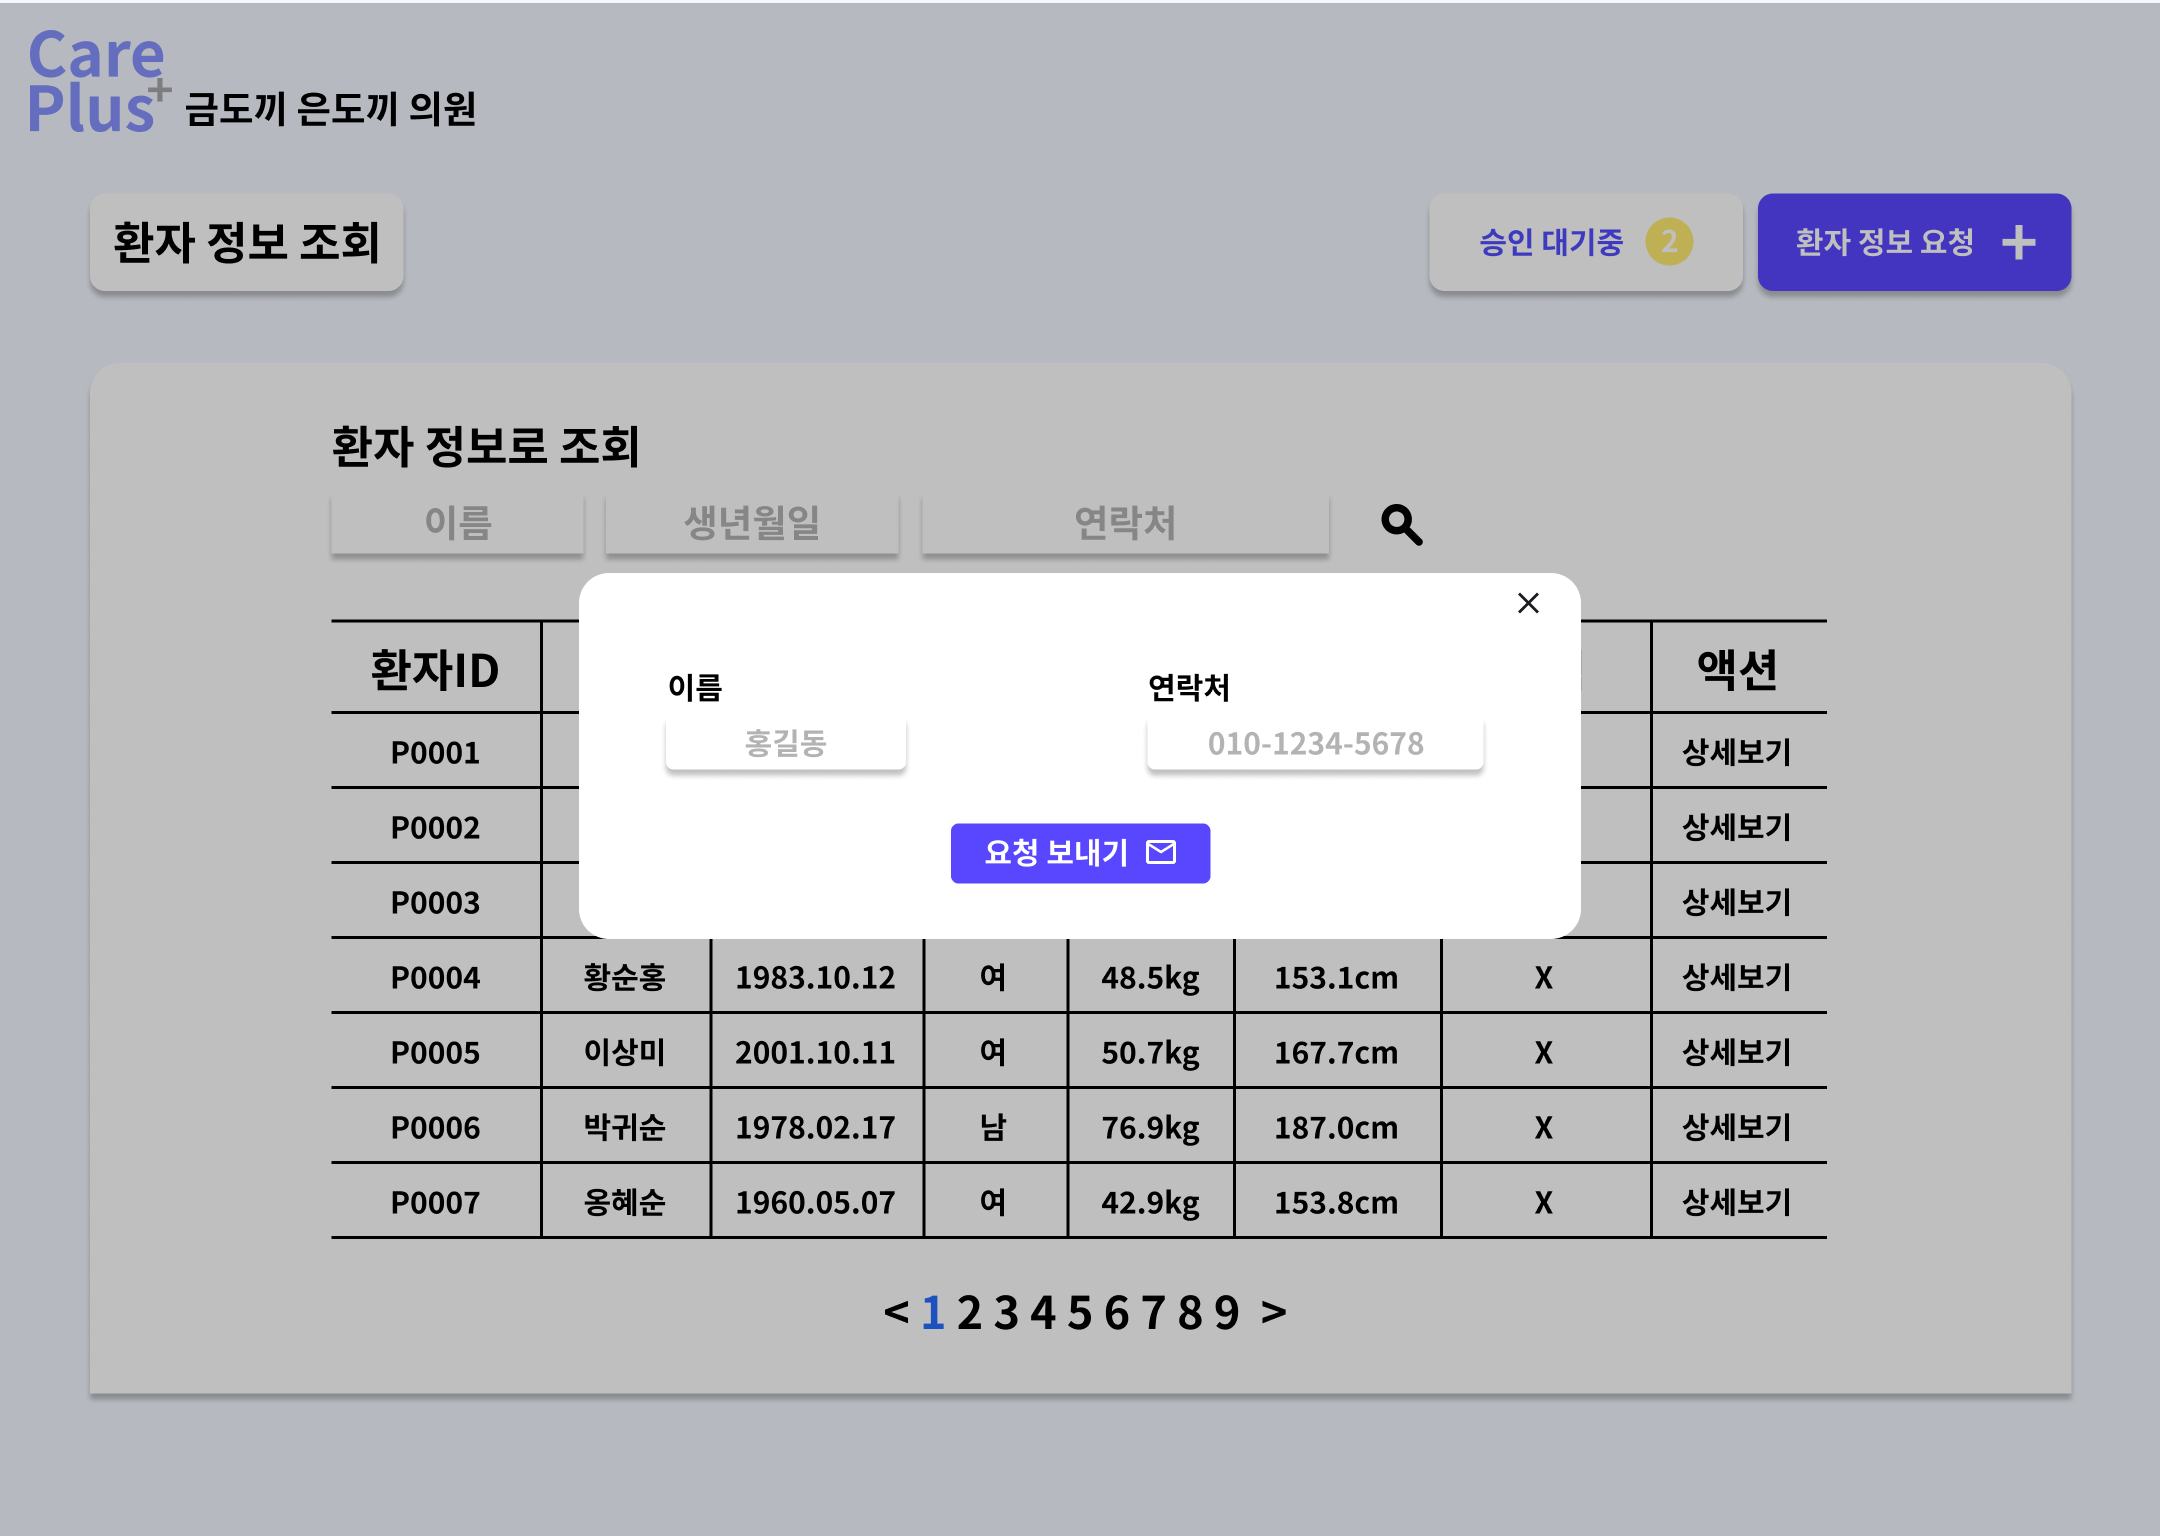 Care
Plus+
금도끼 은도끼 의원
환자 정보 조회
승인 대기중 2
환자 정보 요청 +
환자 정보로 조회
이름 생년월일 연락처
환자ID 액션
이름 연락처
홍길동 010-1234-5678
요청 보내기
P0001 상세보기
P0002 상세보기
P0003 상세보기
P0004 황순홍 1983.10.12 여 48.5kg 153.1cm X 상세보기
P0005 이상미 2001.10.11 여 50.7kg 167.7cm X 상세보기
P0006 박귀순 1978.02.17 남 76.9kg 187.0cm X 상세보기
P0007 옹혜순 1960.05.07 여 42.9kg 153.8cm X 상세보기
< 1 2 3 4 5 6 7 8 9 >